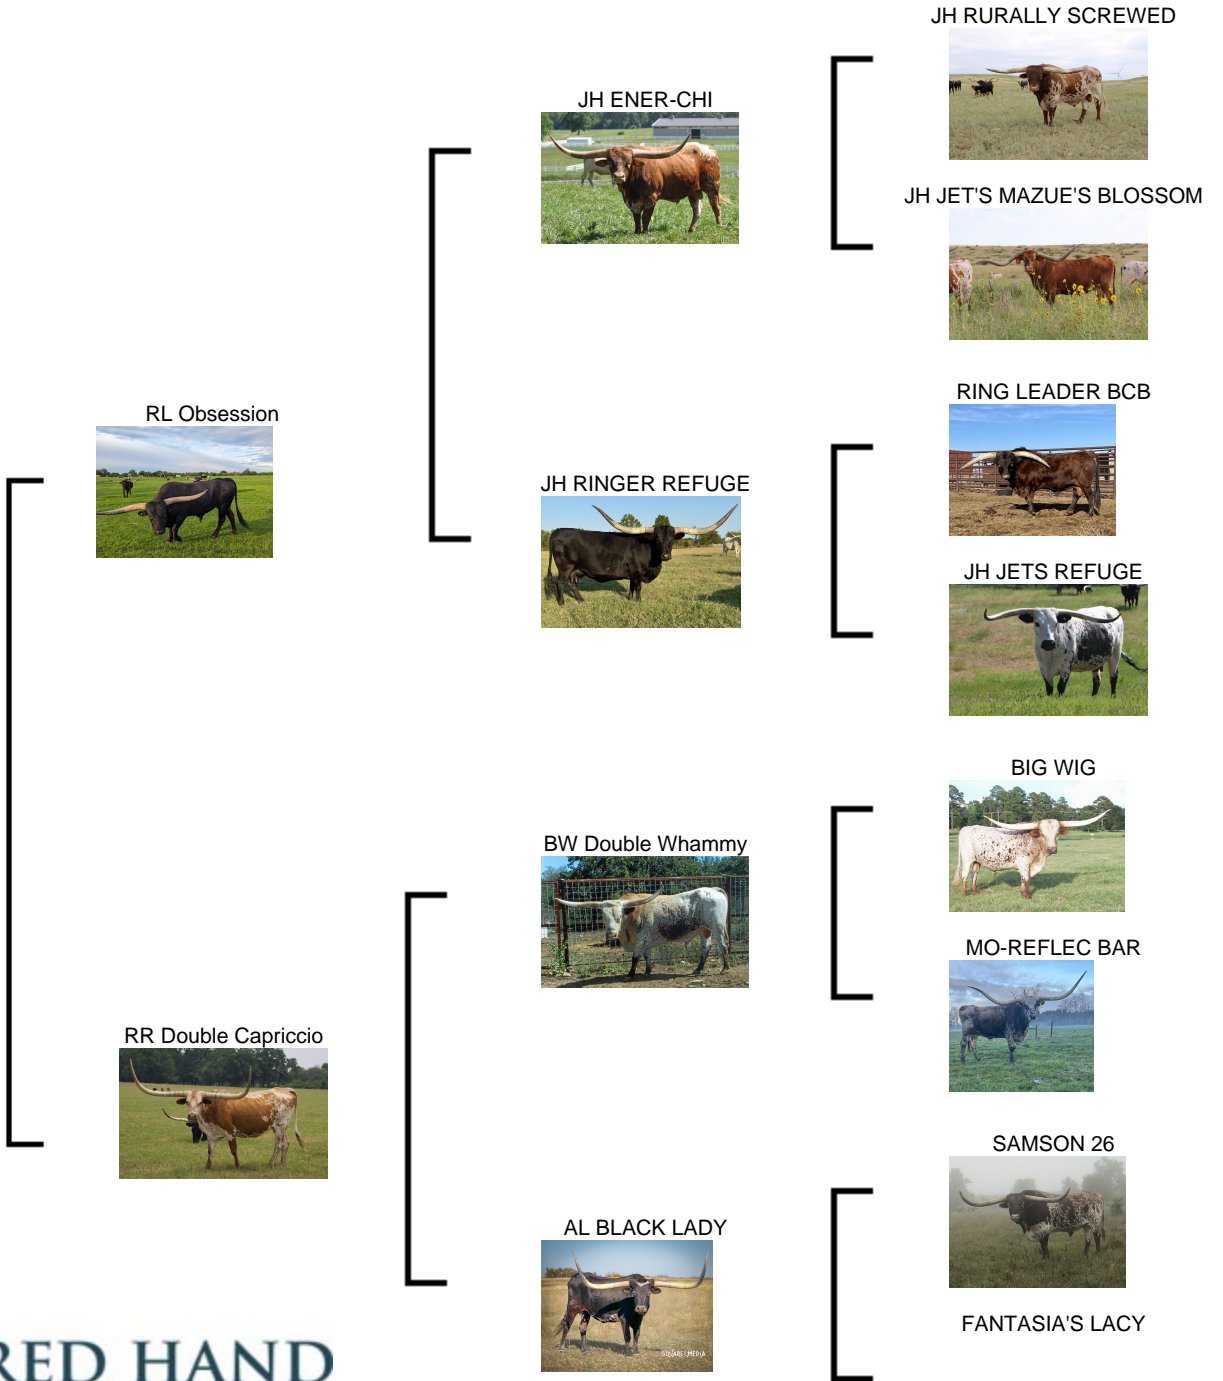 JH RURALLY SCREWED
JH ENER-CHI
JH JET'S MAZUE'S BLOSSOM
RL Obsession
RING LEADER BCB
JH RINGER REFUGE
JH JETS REFUGE
BIG WIG
BW Double Whammy
MO-REFLEC BAR
RR Double Capriccio
SAMSON 26
AL BLACK LADY
FANTASIA'S LACY
RED HAND
SQUARE1 MEDIA